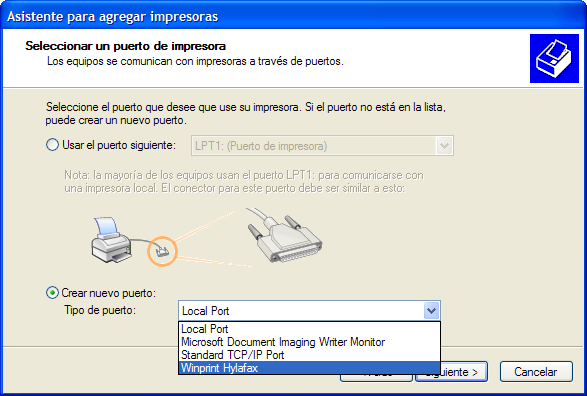 Asistente para agregar impresoras
Seleccionar un puerto de impresora
Los equipos se comunican con impresoras a través de puertos.
Seleccione el puerto que desee que use su impresora. Si el puerto no está en la lista,
puede crear un nuevo puerto.
Usar el puerto siguiente:
LPT1: (Puerto de impresora)
Nota: la mayoría de los equipos usan el puerto LPT1: para comunicarse con
una impresora local. El conector para este puerto debe ser similar a esto:
Crear nuevo puerto:
Tipo de puerto:
Local Port
Local Port
Microsoft Document Imaging Writer Monitor
Standard TCP/IP Port
Winprint Hylafax
Siguiente >
Cancelar